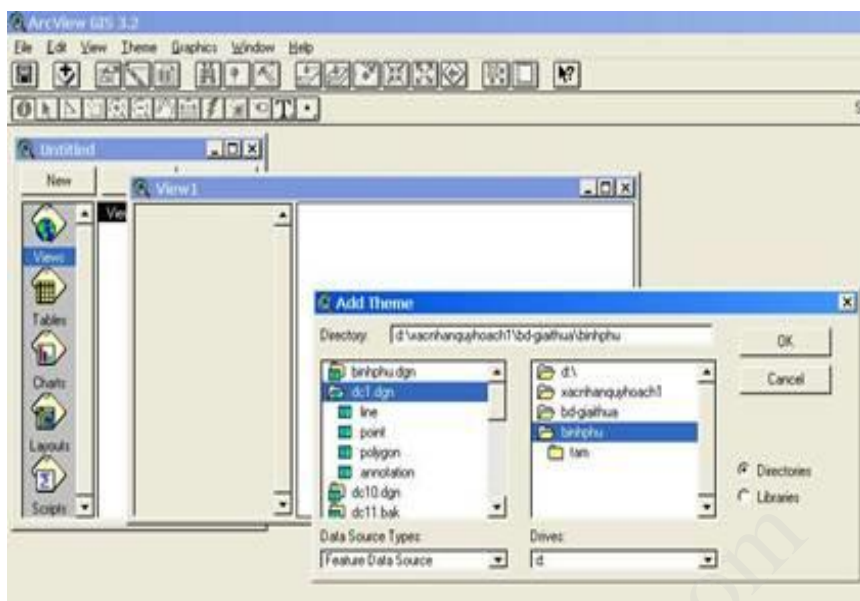 ArcView GIS 3.2
File Edit View Theme Graphics Window Help
Untitled
New
View1
Views
Tables
Charts
Layouts
Scripts
Add Theme
Directory: d:\xacnhanquyhoach1\bd-giaithua\binhphu
OK
Cancel
binhphu.dgn
dc1.dgn
line
point
polygon
annotation
dc10.dgn
dc11.bak
d:\
xacnhanquyhoach1
bd-giaithua
binhphu
tam
Directories
Libraries
Data Source Types:
Feature Data Source
Drives:
d: